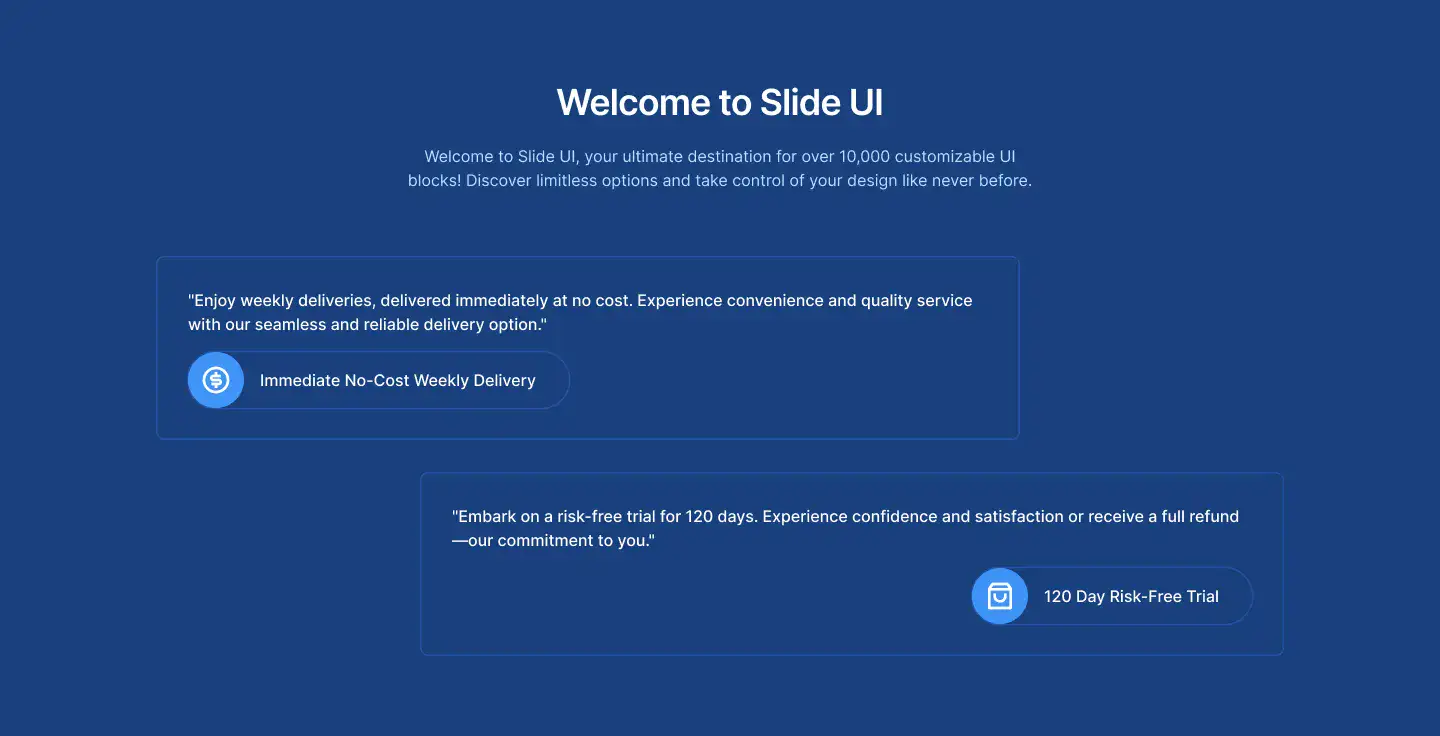 Welcome to Slide UI
Welcome to Slide UI, your ultimate destination for over 10,000 customizable UI
blocks! Discover limitless options and take control of your design like never before.
"Enjoy weekly deliveries, delivered immediately at no cost. Experience convenience and quality service
with our seamless and reliable delivery option."
Immediate No-Cost Weekly Delivery
"Embark on a risk-free trial for 120 days. Experience confidence and satisfaction or receive a full refund
—our commitment to you."
120 Day Risk-Free Trial